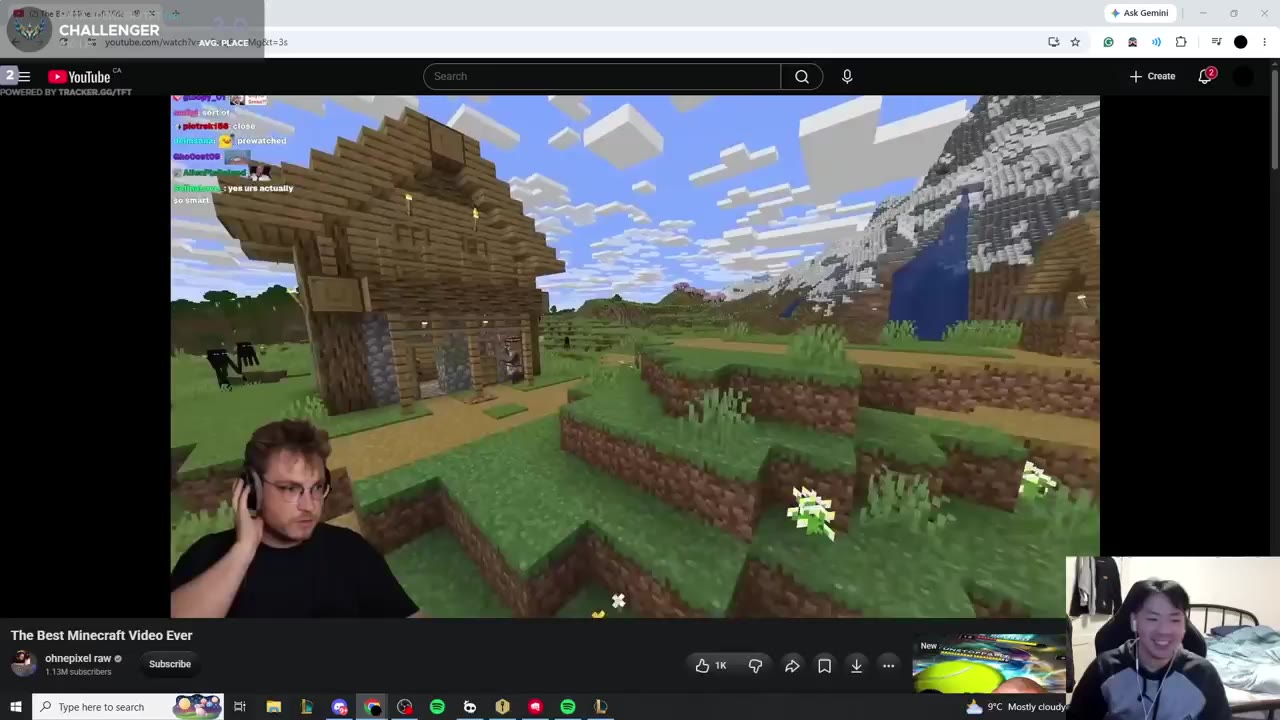 CHALLENGER
AVG. PLACE
Ask Gemini
2
YouTube CA
POWERED BY TRACKER.GG/TFT
Search
Create
2
sort of
piotrek156: close
prewatched
: yes urs actually
so smart
The Best Minecraft Video Ever
ohnepixel raw
1.13M subscribers
Subscribe
1K
New
Type here to search
9°C Mostly cloudy